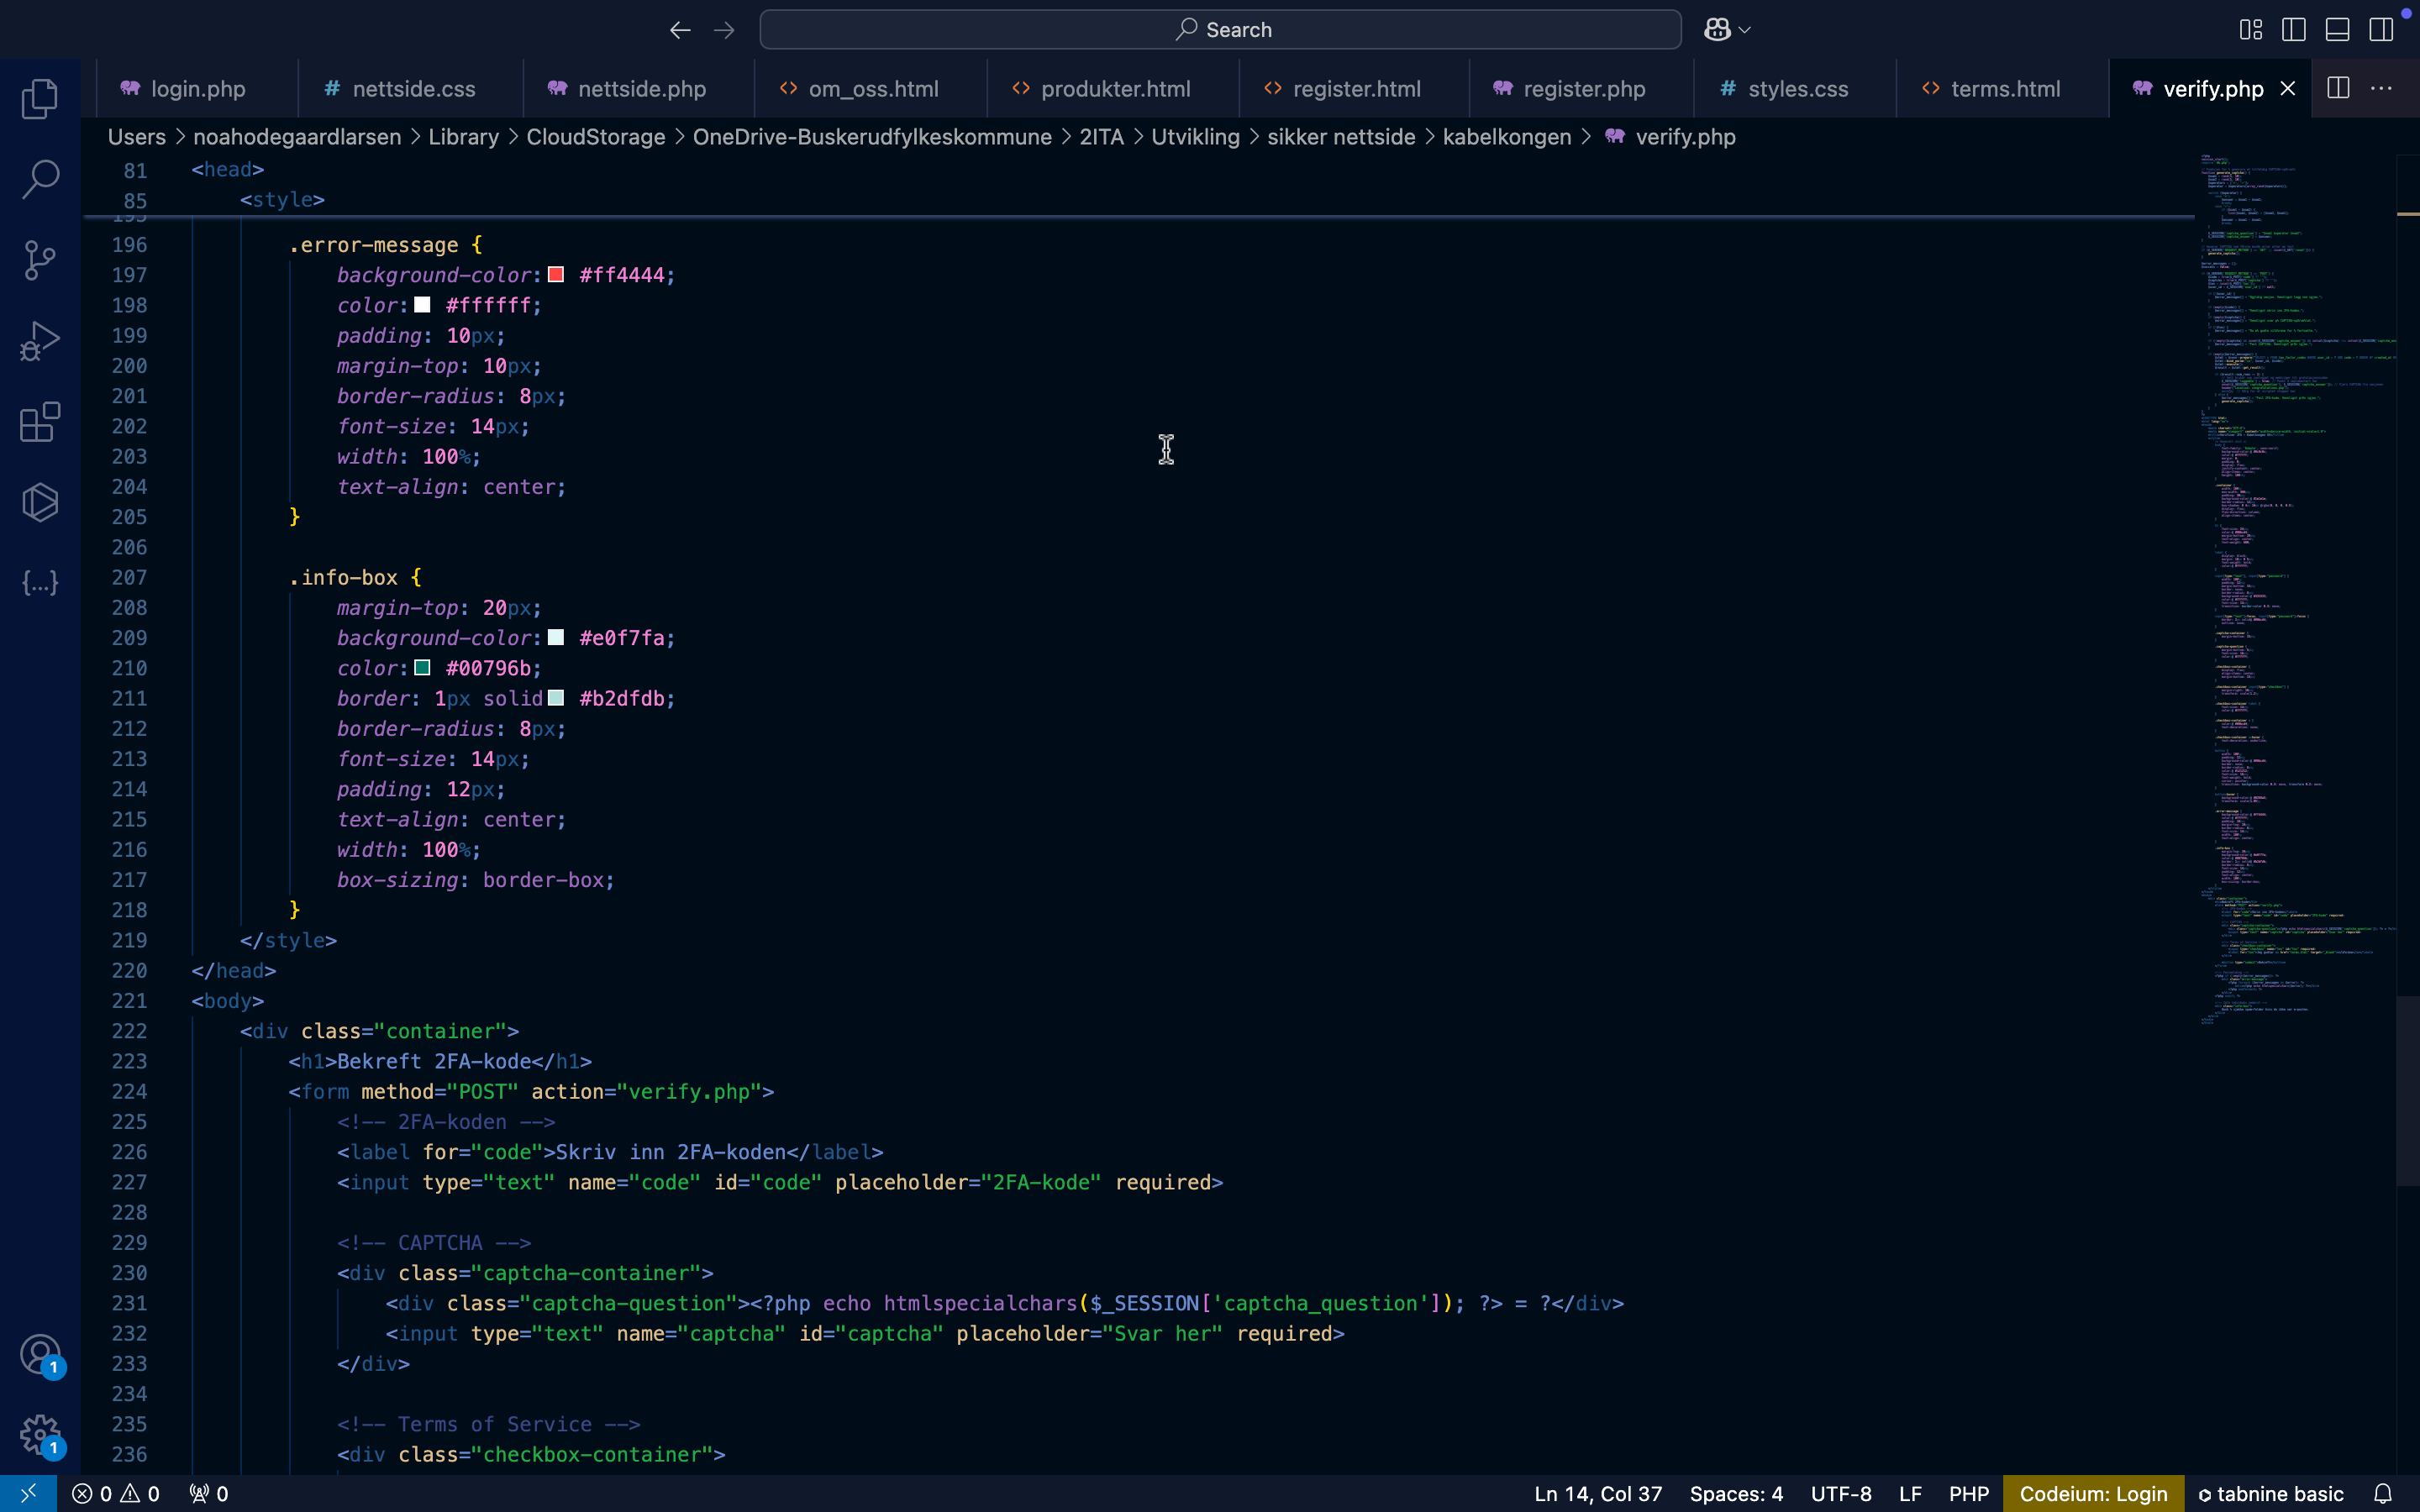 Search
login.php
nettside.css
nettside.php
om_oss.html
produkter.html
register.html
register.php
styles.css
terms.html
verify.php
Users > noahodegaardlarsen > Library > CloudStorage > OneDrive-Buskerudfylkeskommune > 2ITA > Utvikling > sikker nettside > kabelkongen > verify.php
81 <head>
85 <style>
195
196 .error-message {
197 background-color: #ff4444;
198 color: #ffffff;
199 padding: 10px;
200 margin-top: 10px;
201 border-radius: 8px;
202 font-size: 14px;
203 width: 100%;
204 text-align: center;
205 }
206
207 .info-box {
208 margin-top: 20px;
209 background-color: #e0f7fa;
210 color: #00796b;
211 border: 1px solid #b2dfdb;
212 border-radius: 8px;
213 font-size: 14px;
214 padding: 12px;
215 text-align: center;
216 width: 100%;
217 box-sizing: border-box;
218 }
219 </style>
220 </head>
221 <body>
222 <div class="container">
223 <h1>Bekreft 2FA-kode</h1>
224 <form method="POST" action="verify.php">
225 <!-- 2FA-koden -->
226 <label for="code">Skriv inn 2FA-koden</label>
227 <input type="text" name="code" id="code" placeholder="2FA-kode" required>
228
229 <!-- CAPTCHA -->
230 <div class="captcha-container">
231 <div class="captcha-question"><?php echo htmlspecialchars($_SESSION['captcha_question']); ?> = ?</div>
232 <input type="text" name="captcha" id="captcha" placeholder="Svar her" required>
233 </div>
234
235 <!-- Terms of Service -->
236 <div class="checkbox-container">
1
1
0 0 0 Ln 14, Col 37 Spaces: 4 UTF-8 LF PHP Codeium: Login tabnine basic